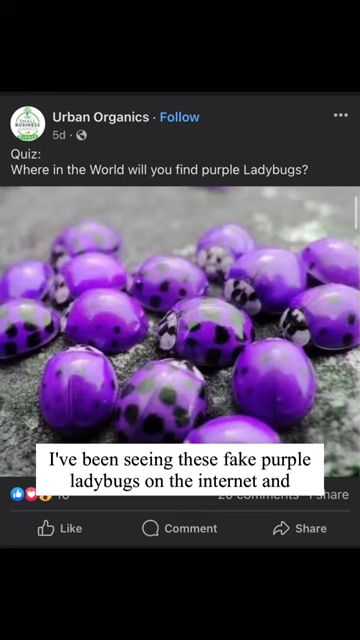 Urban Organics · Follow
5d ·
Quiz:
Where in the World will you find purple Ladybugs?
I've been seeing these fake purple
ladybugs on the internet and
Like
Comment
Share